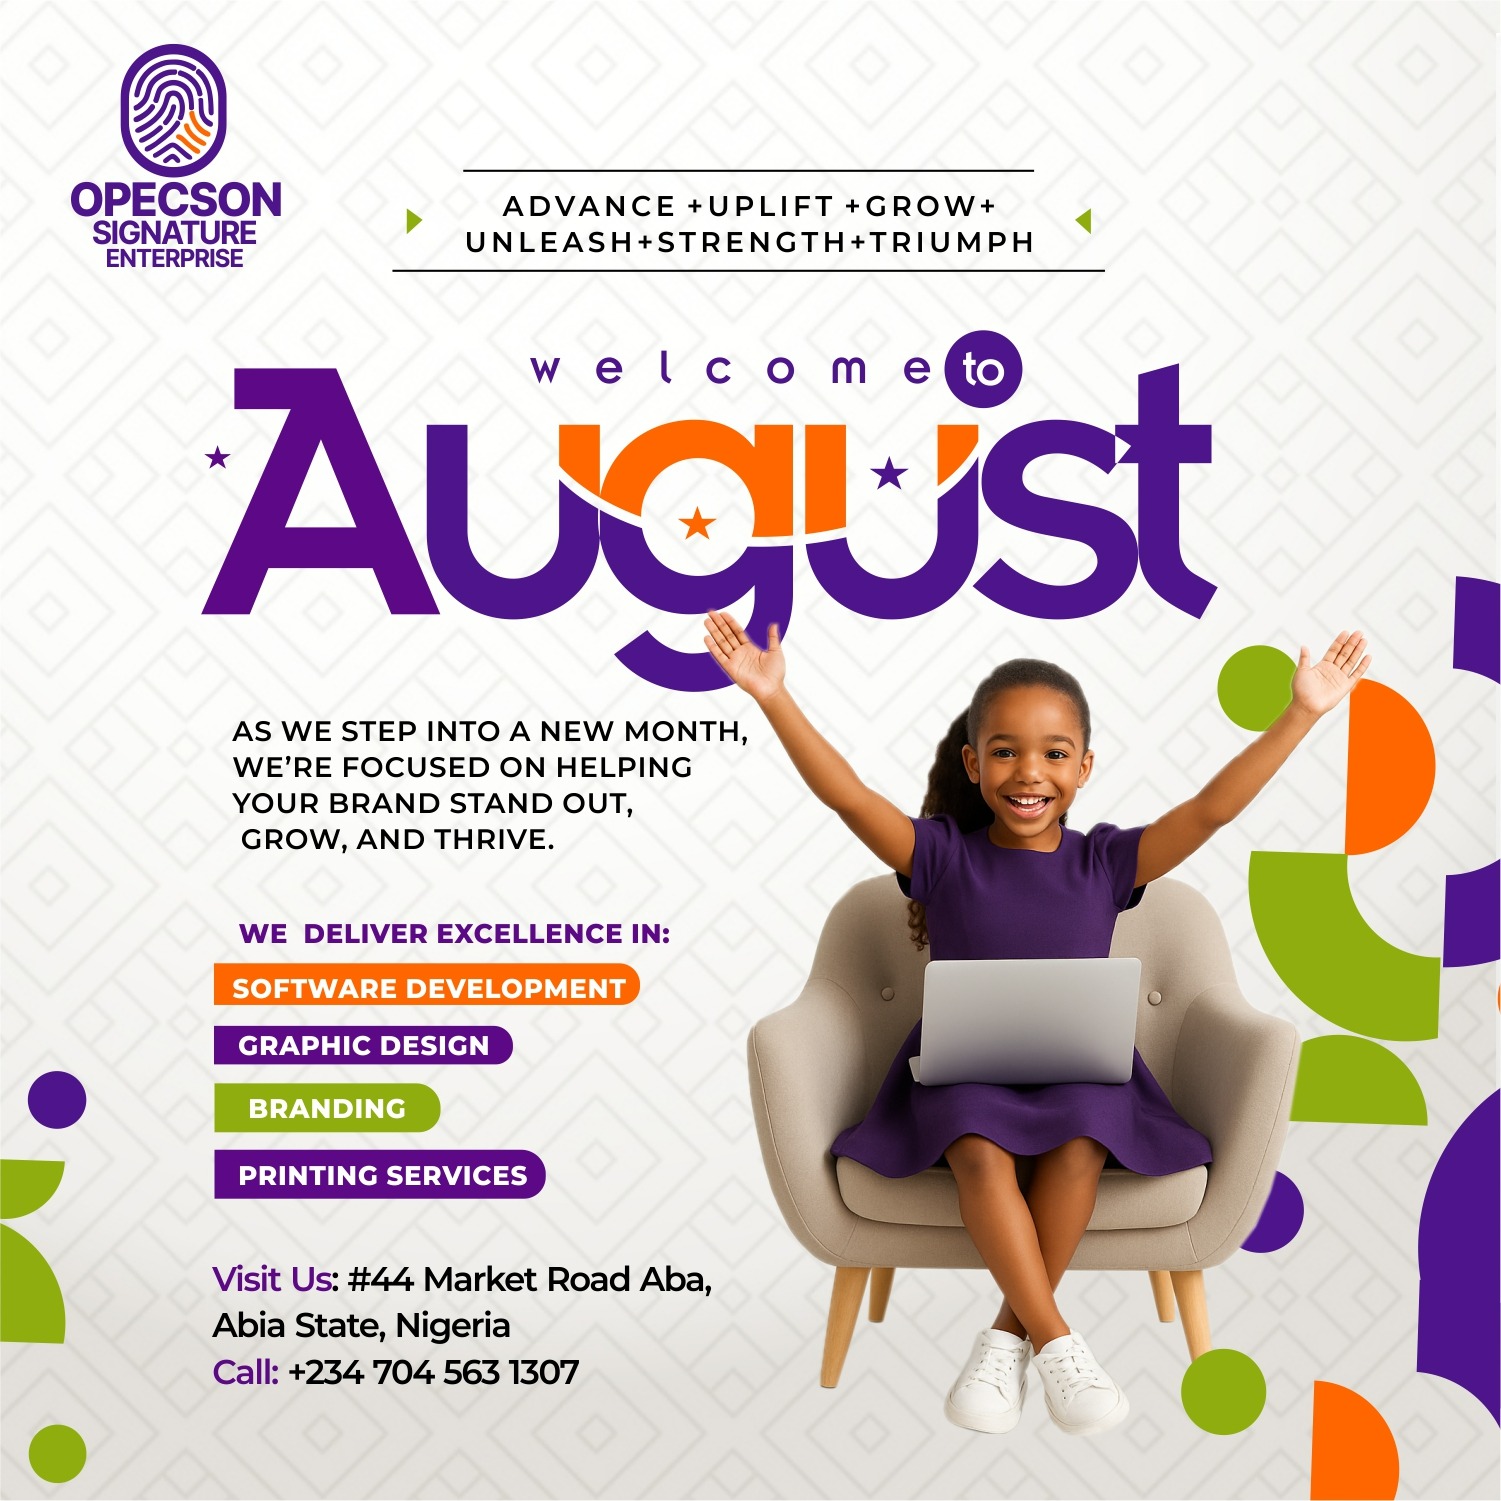 OPECSON
SIGNATURE
ENTERPRISE
ADVANCE +UPLIFT +GROW+
UNLEASH+STRENGTH+TRIUMPH
welcome to
August
AS WE STEP INTO A NEW MONTH,
WE’RE FOCUSED ON HELPING
YOUR BRAND STAND OUT,
GROW, AND THRIVE.
WE DELIVER EXCELLENCE IN:
SOFTWARE DEVELOPMENT
GRAPHIC DESIGN
BRANDING
PRINTING SERVICES
Visit Us: #44 Market Road Aba,
Abia State, Nigeria
Call: +234 704 563 1307